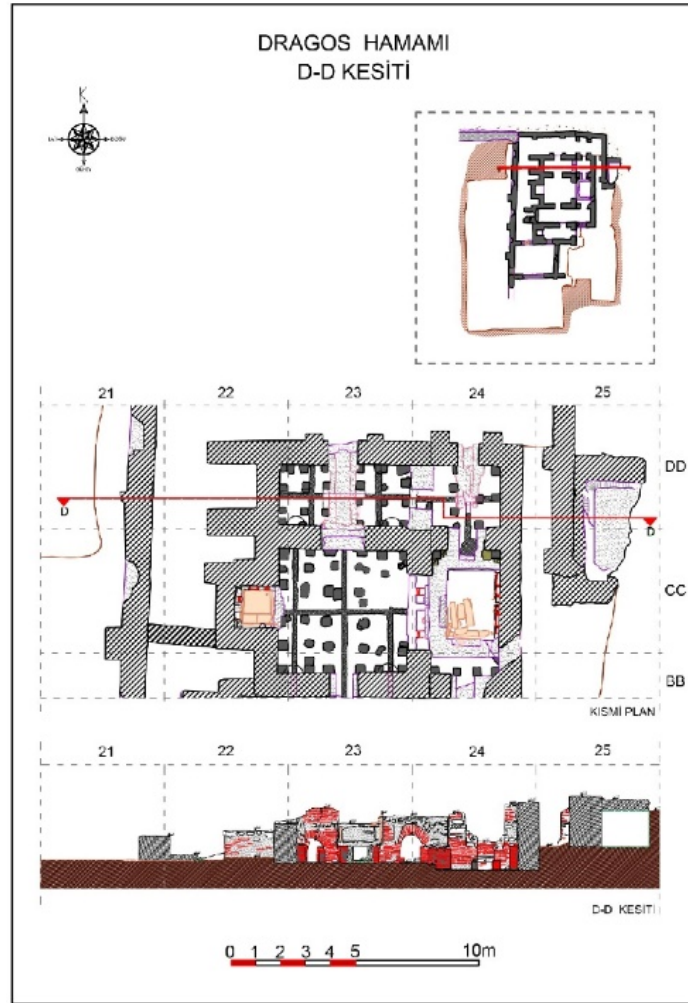 DRAGOS HAMAMI
D-D KESİTİ
K
21 22 23 24 25
DD
D
D
CC
BB
KISMİ PLAN
21 22 23 24 25
D-D KESİTİ
0 1 2 3 4 5 10m